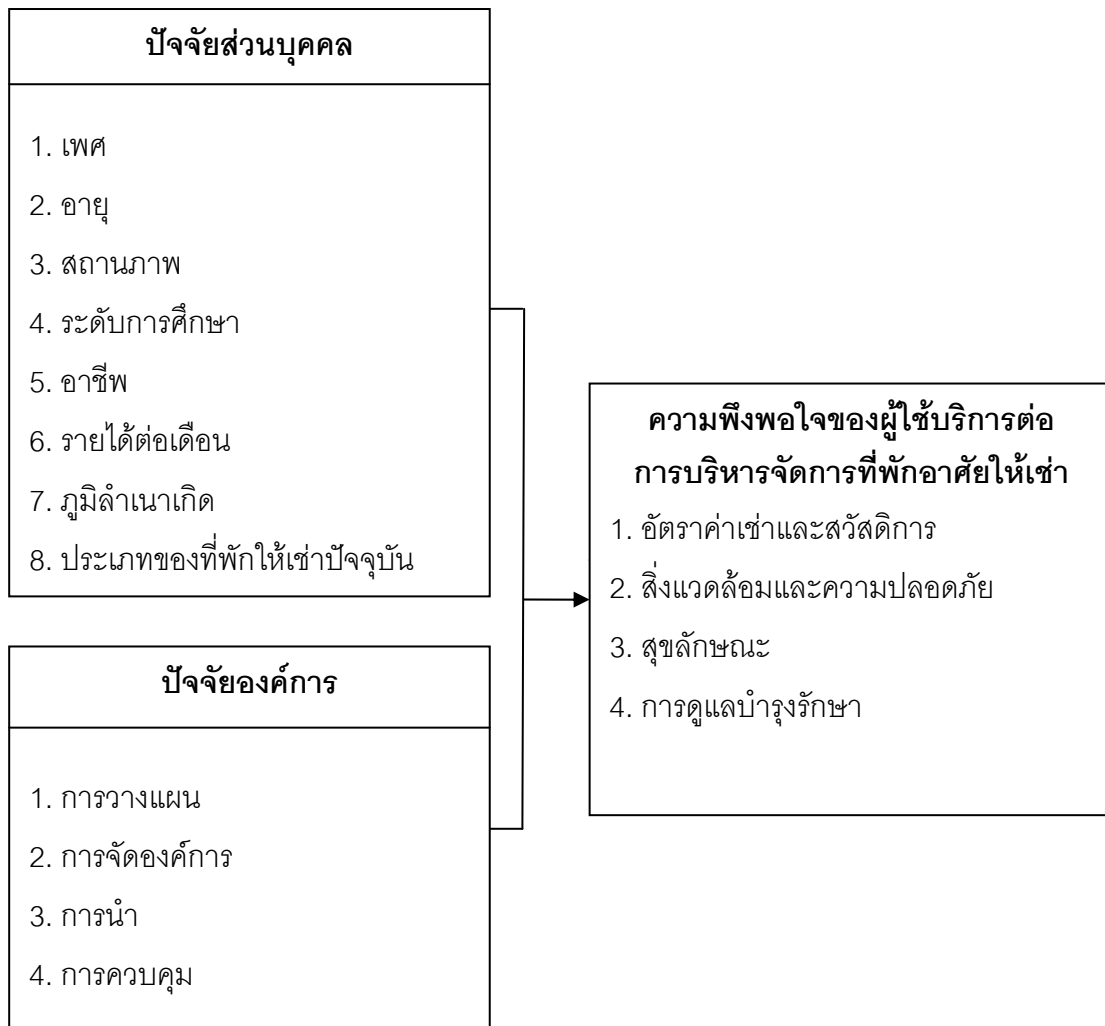 ปัจจัยส่วนบุคคล
1. เพศ
2. อายุ
3. สถานภาพ
4. ระดับการศึกษา
5. อาชีพ
6. รายได้ต่อเดือน
7. ภูมิลำเนาเกิด
8. ประเภทของที่พักให้เช่าปัจจุบัน
ปัจจัยองค์การ
1. การวางแผน
2. การจัดองค์การ
3. การนำ
4. การควบคุม
ความพึงพอใจของผู้ใช้บริการต่อ
การบริหารจัดการที่พักอาศัยให้เช่า
1. อัตราค่าเช่าและสวัสดิการ
2. สิ่งแวดล้อมและความปลอดภัย
3. สุขลักษณะ
4. การดูแลบำรุงรักษา